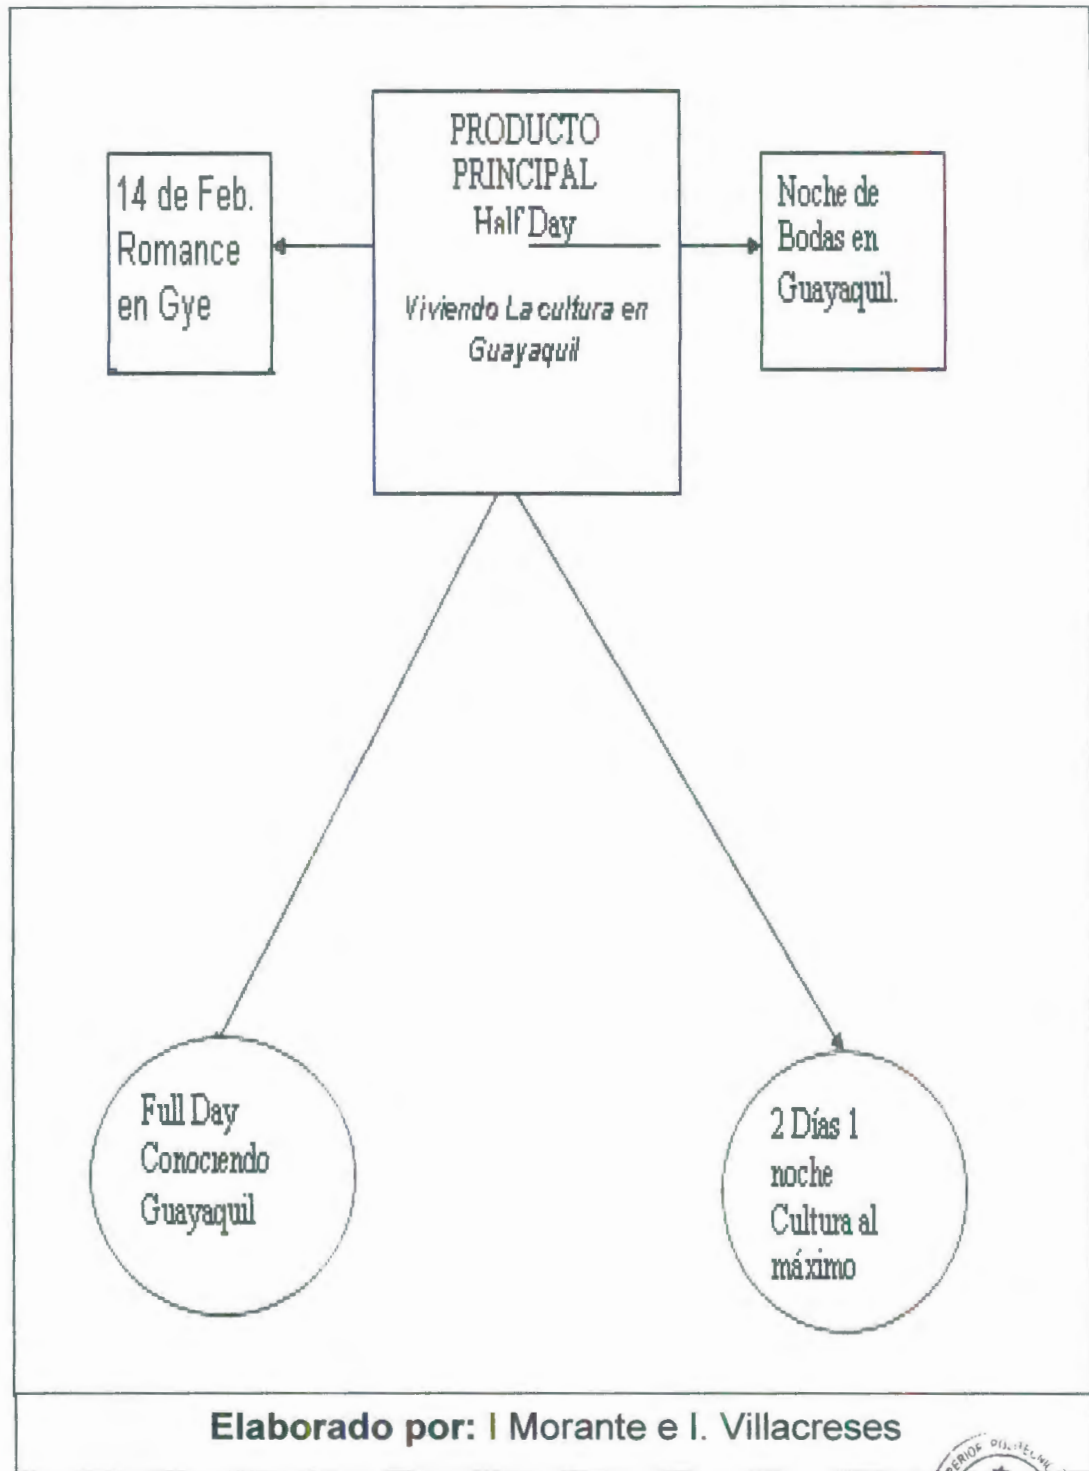 PRODUCTO
PRINCIPAL
Half Day
Viviendo La cultura en
Guayaquil
14 de Feb.
Romance
en Gye
Noche de
Bodas en
Guayaquil.
Full Day
Conociendo
Guayaquil
2 Días 1
noche
Cultura al
máximo
Elaborado por: I Morante e I. Villacreses